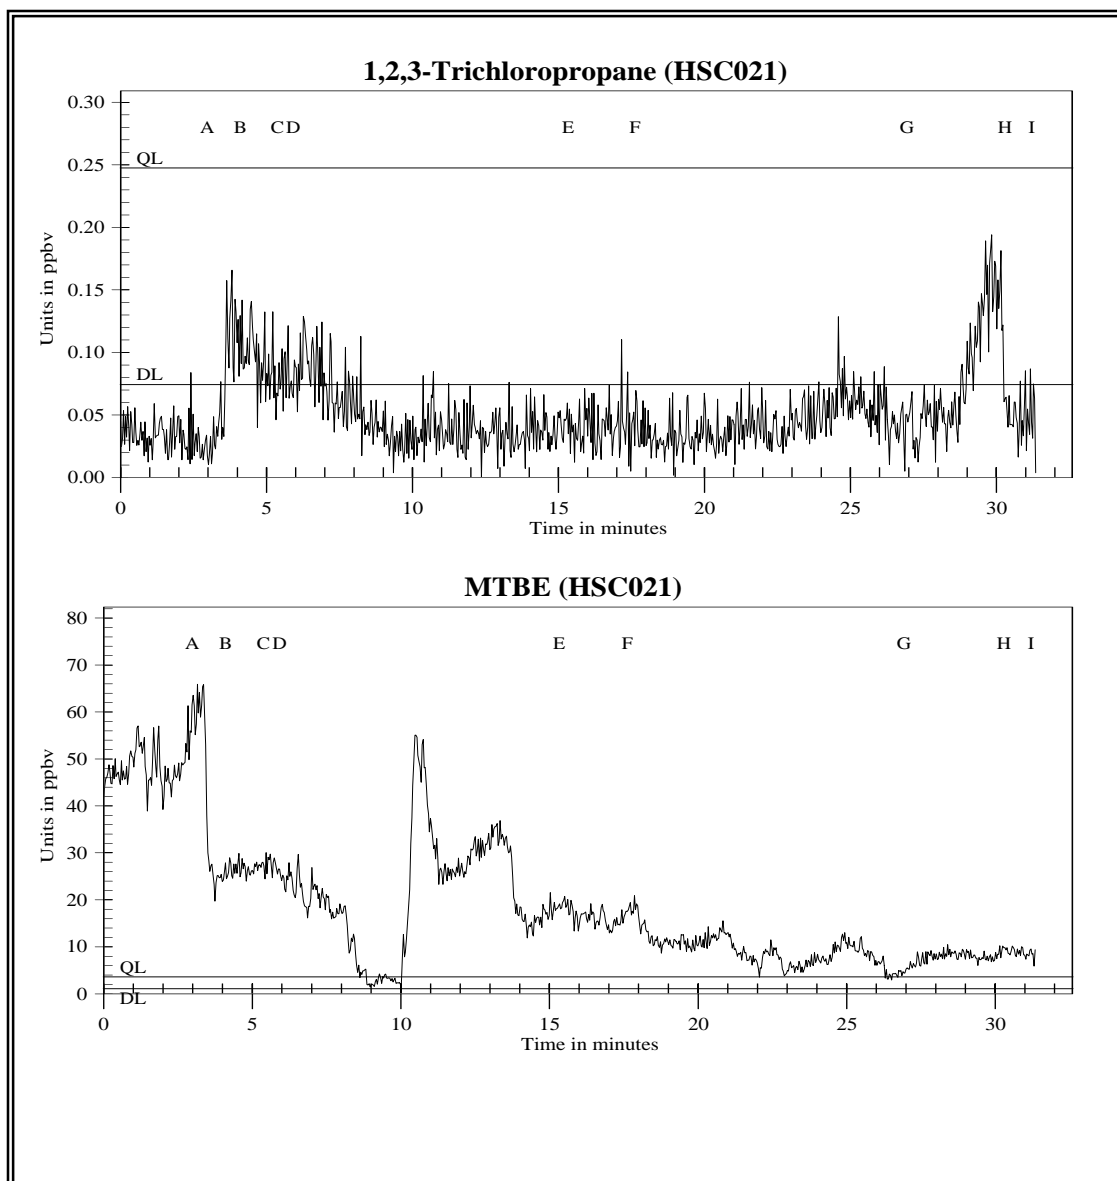 1,2,3-Trichloropropane (HSC021)
0.30
A B C D E F G H I
QL
0.25
0.20
0.15
0.10
DL
0.05
0.00
Units in ppbv
0 5 10 15 20 25 30
Time in minutes
MTBE (HSC021)
80
A B C D E F G H I
70
60
50
40
30
20
10
QL
0
DL
Units in ppbv
0 5 10 15 20 25 30
Time in minutes